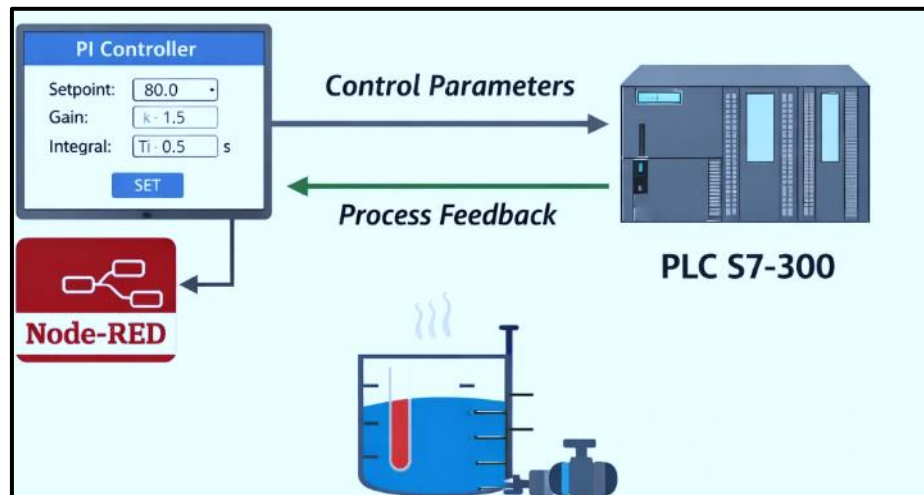 PI Controller
Setpoint: 80.0
Gain: k · 1.5
Integral: Ti · 0.5 s
SET
Control Parameters
Process Feedback
PLC S7-300
Node-RED